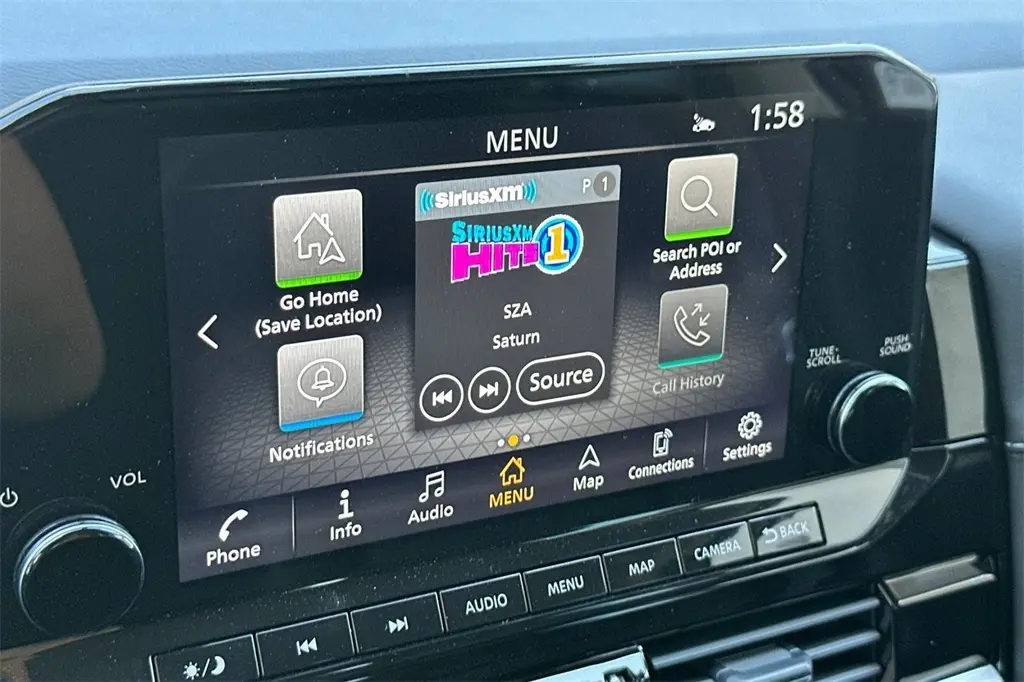 MENU
1:58
SiriusXM
P 1
SIRIUSXM
HITS 1
SZA
Saturn
Source
Go Home
(Save Location)
Notifications
Search POI or
Address
Call History
Phone
Info
Audio
MENU
Map
Connections
Settings
VOL
TUNE•
SCROLL
PUSH
SOUND
AUDIO
MENU
MAP
CAMERA
BACK